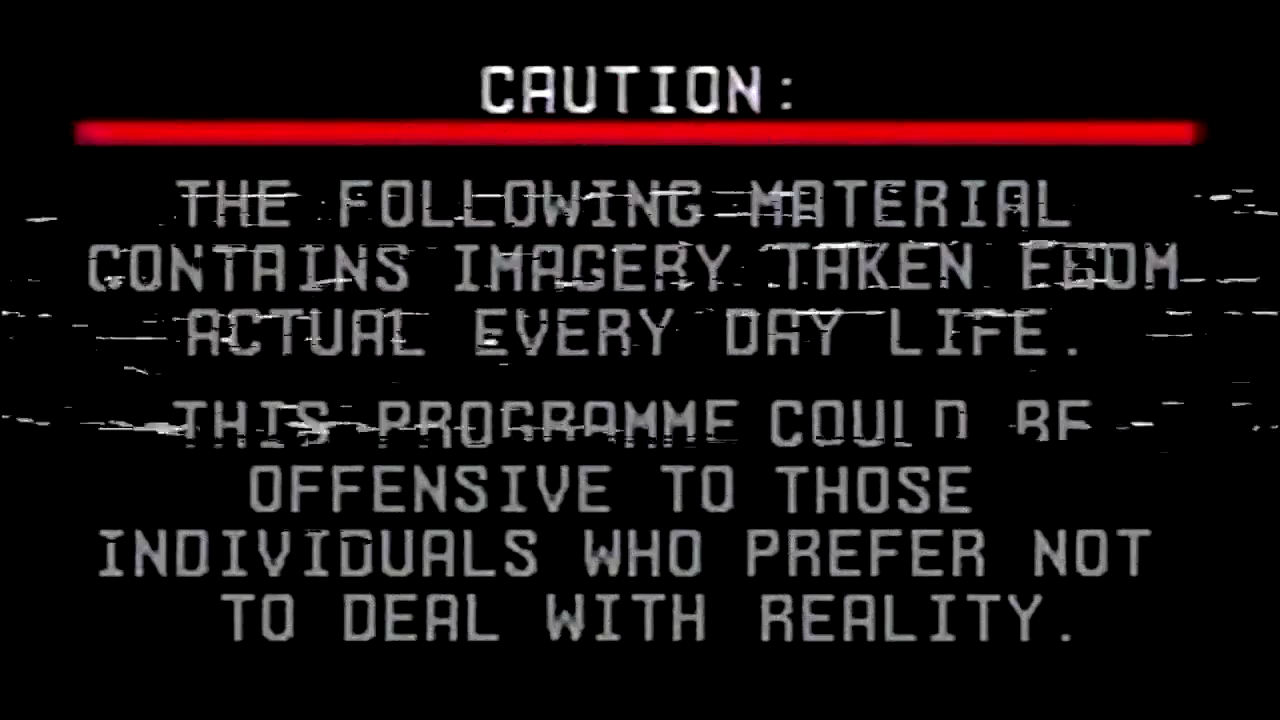 CAUTION:
THE FOLLOWING MATERIAL
CONTAINS IMAGERY TAKEN FROM
ACTUAL EVERY DAY LIFE.
THIS PROGRAMME COULD BE
OFFENSIVE TO THOSE
INDIVIDUALS WHO PREFER NOT
TO DEAL WITH REALITY.